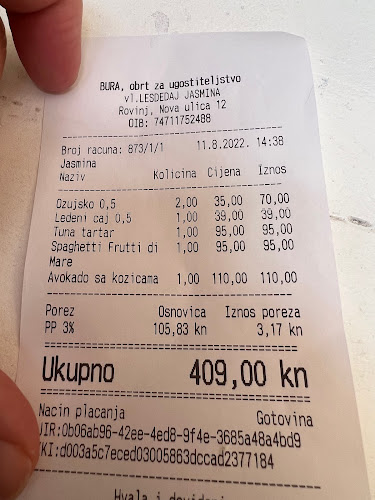 BURA, obrt za ugostiteljstvo
vl.LESDEDAJ JASMINA
Rovinj, Nova ulica 12
OIB: 74711752488
Broj racuna: 873/1/1 11.8.2022. 14:38
Jasmina
Naziv Kolicina Cijena Iznos
Ozujsko 0,5 2,00 35,00 70,00
Ledeni caj 0,5 1,00 39,00 39,00
Tuna tartar 1,00 95,00 95,00
Spaghetti Frutti di 1,00 95,00 95,00
Mare
Avokado sa kozicama 1,00 110,00 110,00
Porez Osnovica Iznos poreza
PP 3% 105,83 kn 3,17 kn
Ukupno 409,00 kn
Nacin placanja Gotovina
JIR:0b06ab96-42ee-4ed8-9f4e-3685a48a4bd9
ZKI:d003a5c7eced03005863dccad2377184
Hvala i